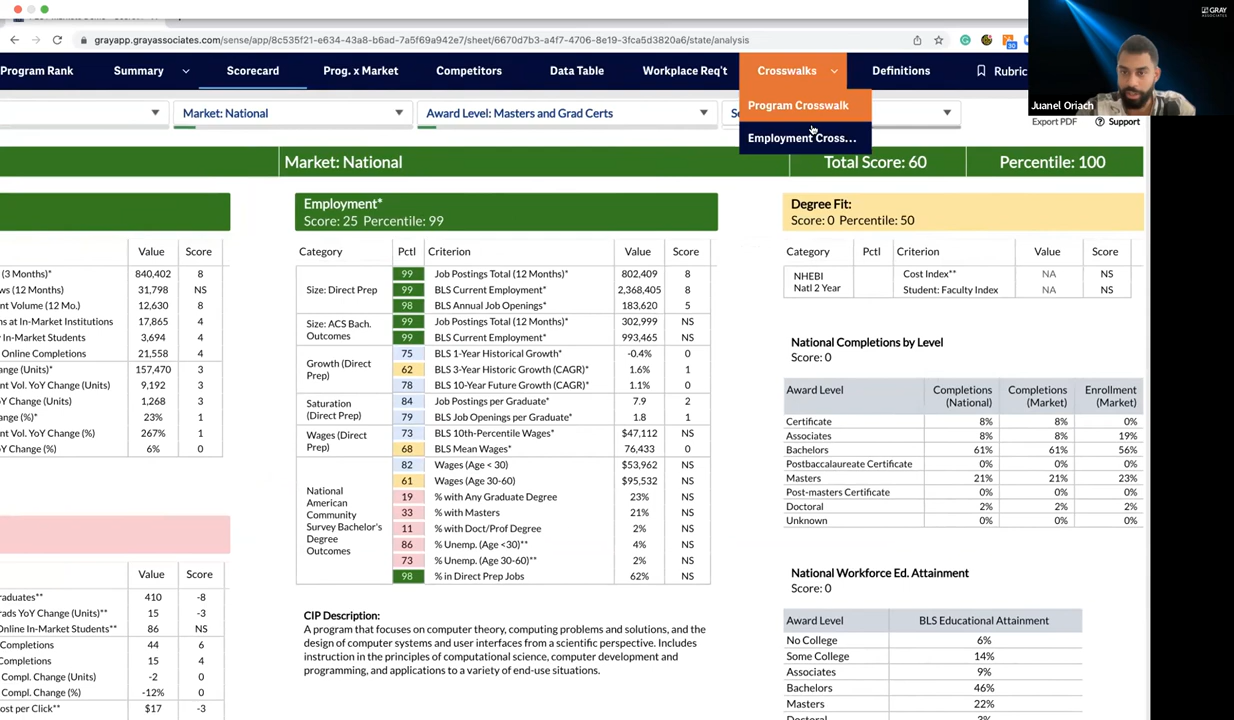 GRAY
ASSOCIATES
grayapp.grayassociates.com/sense/app/8c535f21-e634-43a8-b6ad-7a5f69a942e7/sheet/6670d7b3-a4f7-4706-8e19-3fca5d3820a6/state/analysis
30
Program Rank Summary Scorecard Prog. x Market Competitors Data Table Workplace Req't Crosswalks Definitions Rubric
Juanel Oriach
Program Crosswalk
Employment Cross...
Market: National Award Level: Masters and Grad Certs
Export PDF Support
Market: National Total Score: 60 Percentile: 100
Employment*
Score: 25 Percentile: 99
Degree Fit:
Score: 0 Percentile: 50
Value Score
(3 Months)* 840,402 8
ws (12 Months) 31,798 NS
nt Volume (12 Mo.) 12,630 8
ns at In-Market Institutions 17,865 4
y In-Market Students 3,694 4
Online Completions 21,558 4
nge (Units)* 157,470 3
nt Vol. YoY Change (Units) 9,192 3
YoY Change (Units) 1,268 3
nge (%)* 23% 1
nt Vol. YoY Change (%) 267% 1
YoY Change (%) 6% 0
Value Score
raduates** 410 -8
rads YoY Change (Units)** 15 -3
Online In-Market Students** 86 NS
Completions 44 6
Completions 15 4
Compl. Change (Units) -2 0
Compl. Change (%) -12% 0
ost per Click** $17 -3
Category Pctl Criterion Value Score
Size: Direct Prep
99 Job Postings Total (12 Months)* 802,409 8
99 BLS Current Employment* 2,368,405 8
98 BLS Annual Job Openings* 183,620 5
Size: ACS Bach.
Outcomes
99 Job Postings Total (12 Months)* 302,999 NS
99 BLS Current Employment* 993,465 NS
Growth (Direct
Prep)
75 BLS 1-Year Historical Growth* -0.4% 0
62 BLS 3-Year Historic Growth (CAGR)* 1.6% 1
78 BLS 10-Year Future Growth (CAGR)* 1.1% 0
Saturation
(Direct Prep)
84 Job Postings per Graduate* 7.9 2
79 BLS Job Openings per Graduate* 1.8 1
Wages (Direct
Prep)
73 BLS 10th-Percentile Wages* $47,112 NS
68 BLS Mean Wages* 76,433 0
National
American
Community
Survey Bachelor's
Degree
Outcomes
82 Wages (Age < 30) $53,962 NS
61 Wages (Age 30-60) $95,532 NS
19 % with Any Graduate Degree 23% NS
33 % with Masters 21% NS
11 % with Doct/Prof Degree 2% NS
86 % Unemp. (Age <30)** 4% NS
73 % Unemp. (Age 30-60)** 2% NS
98 % in Direct Prep Jobs 62% NS
CIP Description:
A program that focuses on computer theory, computing problems and solutions, and the
design of computer systems and user interfaces from a scientific perspective. Includes
instruction in the principles of computational science, computer development and
programming, and applications to a variety of end-use situations.
Category Pctl Criterion Value Score
NHEBI
Natl 2 Year
Cost Index** NA NS
Student: Faculty Index NA NS
National Completions by Level
Score: 0
Award Level Completions (National) Completions (Market) Enrollment (Market)
Certificate 8% 8% 0%
Associates 8% 8% 19%
Bachelors 61% 61% 56%
Postbaccalaureate Certificate 0% 0% 0%
Masters 21% 21% 23%
Post-masters Certificate 0% 0% 0%
Doctoral 2% 2% 2%
Unknown 0% 0% 0%
National Workforce Ed. Attainment
Score: 0
Award Level BLS Educational Attainment
No College 6%
Some College 14%
Associates 9%
Bachelors 46%
Masters 22%